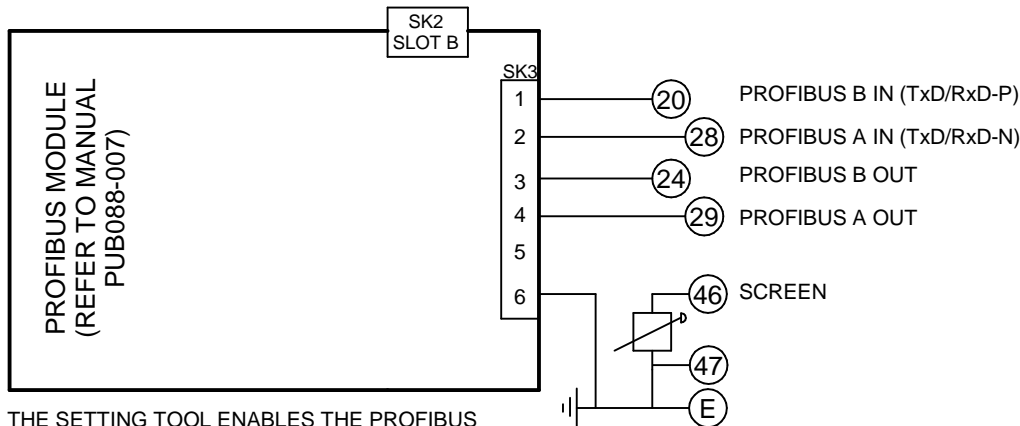 SK2
SLOT B
PROFIBUS MODULE
(REFER TO MANUAL
PUB088-007)
SK3
1
20
PROFIBUS B IN (TxD/RxD-P)
2
28
PROFIBUS A IN (TxD/RxD-N)
3
24
PROFIBUS B OUT
4
29
PROFIBUS A OUT
5
6
46
SCREEN
47
E
THE SETTING TOOL ENABLES THE PROFIBUS